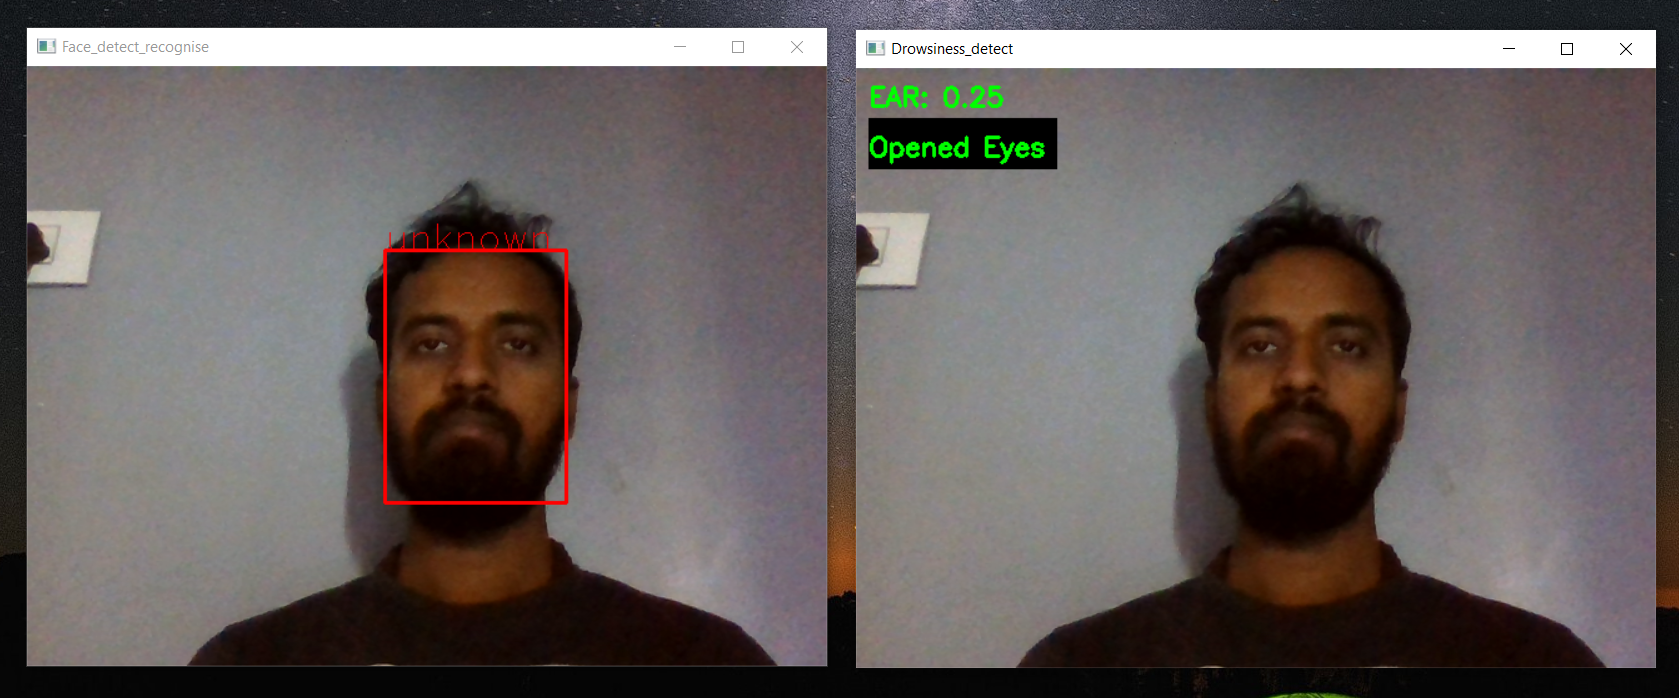 Face_detect_recognise
unknown
Drowsiness_detect
EAR: 0.25
Opened Eyes